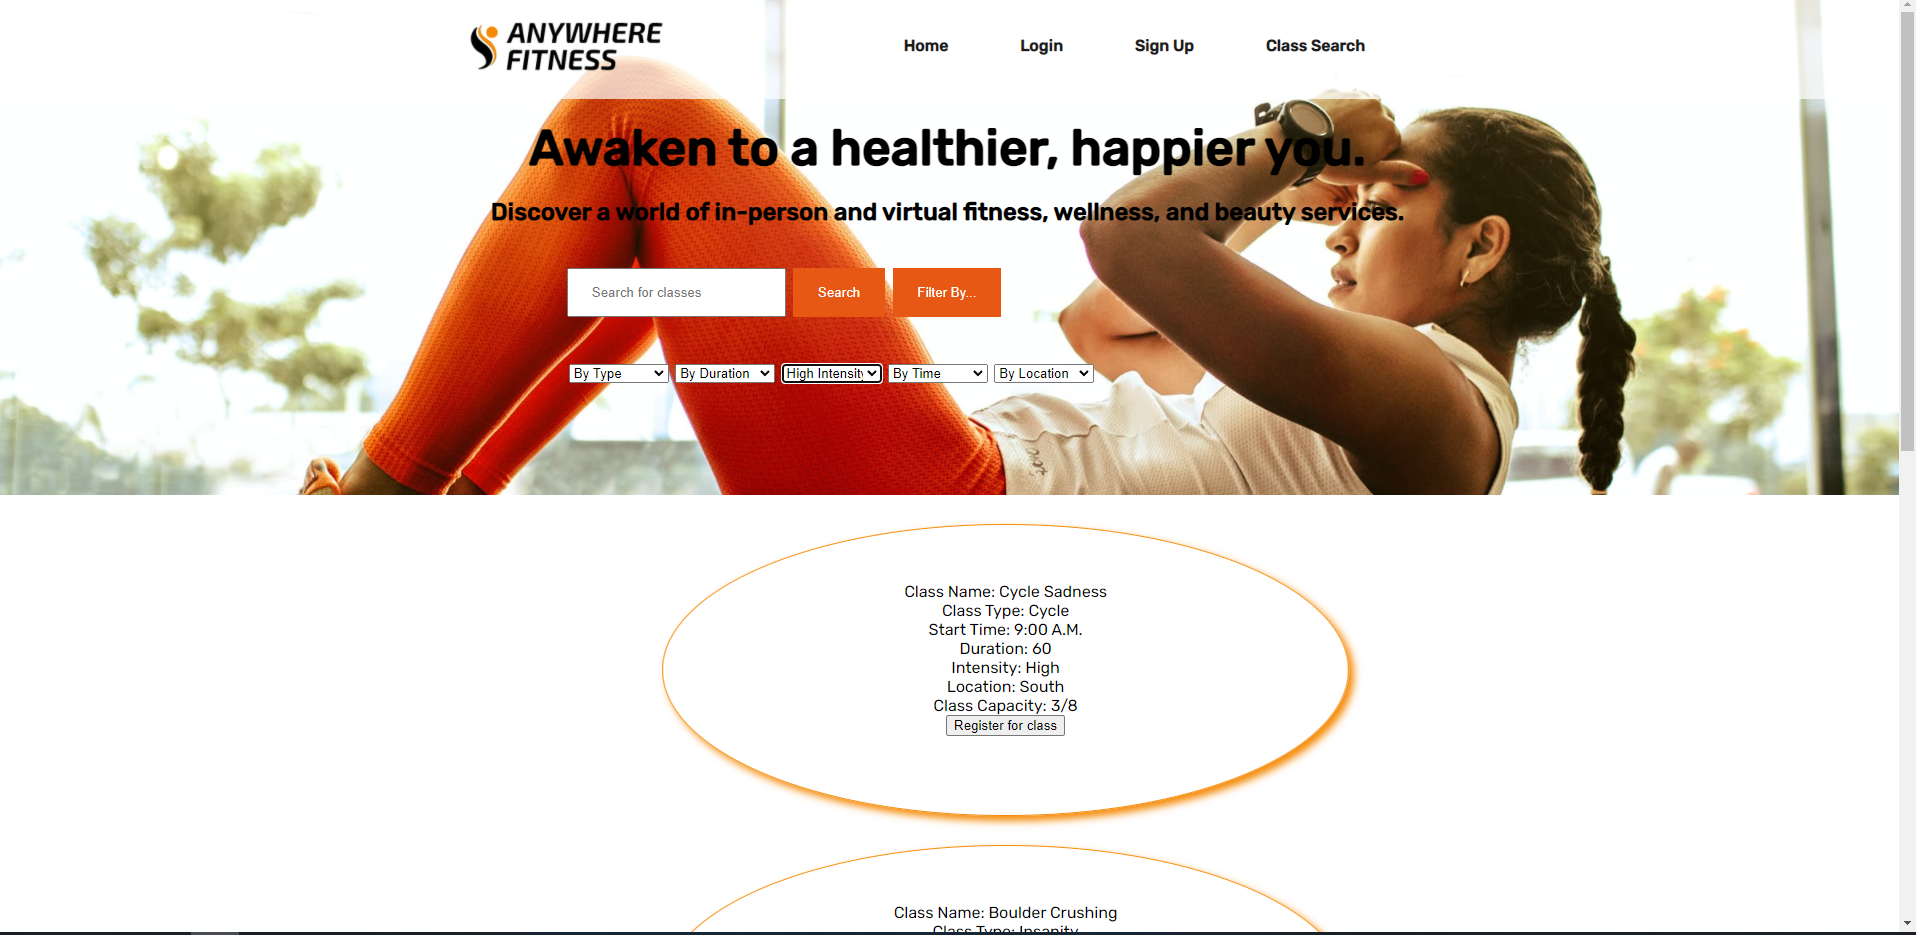 ANYWHERE
FITNESS
Home Login Sign Up Class Search
Awaken to a healthier, happier you.
Discover a world of in-person and virtual fitness, wellness, and beauty services.
Search for classes Search Filter By...
By Type By Duration High Intensity By Time By Location
Class Name: Cycle Sadness
Class Type: Cycle
Start Time: 9:00 A.M.
Duration: 60
Intensity: High
Location: South
Class Capacity: 3/8
Register for class
Class Name: Boulder Crushing
Class Type: Insanity